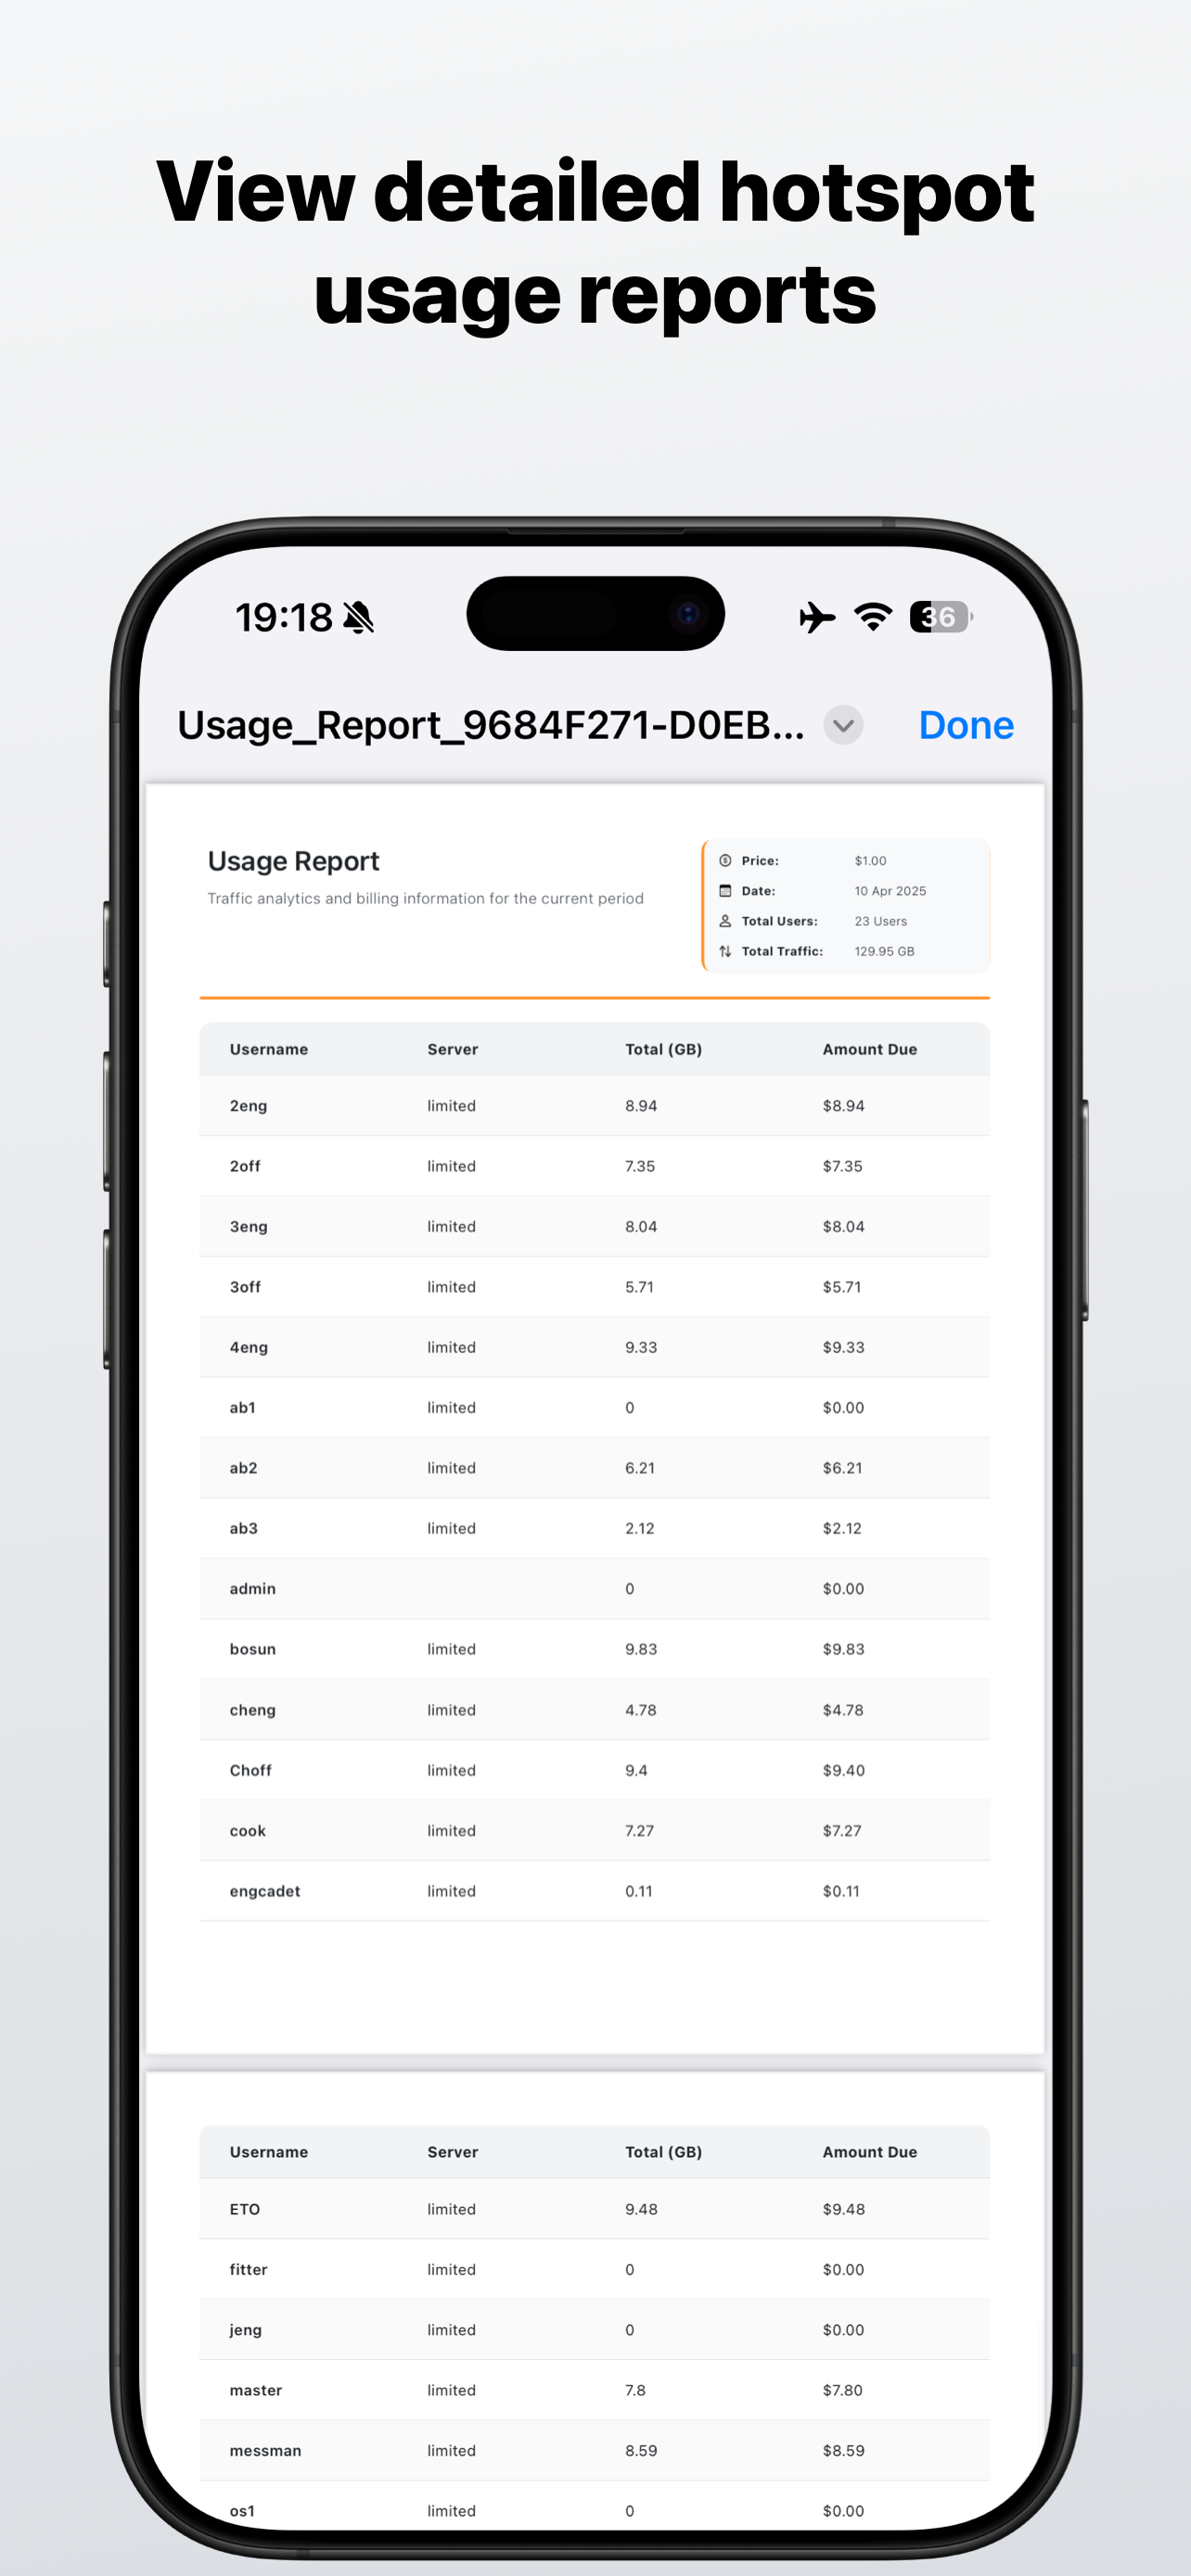 View detailed hotspot
usage reports
19:18 36
Usage_Report_9684F271-D0EB... Done
Usage Report
Traffic analytics and billing information for the current period
Price: $1.00
Date: 10 Apr 2025
Total Users: 23 Users
Total Traffic: 129.95 GB
Username Server Total (GB) Amount Due
2eng limited 8.94 $8.94
2off limited 7.35 $7.35
3eng limited 8.04 $8.04
3off limited 5.71 $5.71
4eng limited 9.33 $9.33
ab1 limited 0 $0.00
ab2 limited 6.21 $6.21
ab3 limited 2.12 $2.12
admin 0 $0.00
bosun limited 9.83 $9.83
cheng limited 4.78 $4.78
Choff limited 9.4 $9.40
cook limited 7.27 $7.27
engcadet limited 0.11 $0.11
Username Server Total (GB) Amount Due
ETO limited 9.48 $9.48
fitter limited 0 $0.00
jeng limited 0 $0.00
master limited 7.8 $7.80
messman limited 8.59 $8.59
os1 limited 0 $0.00